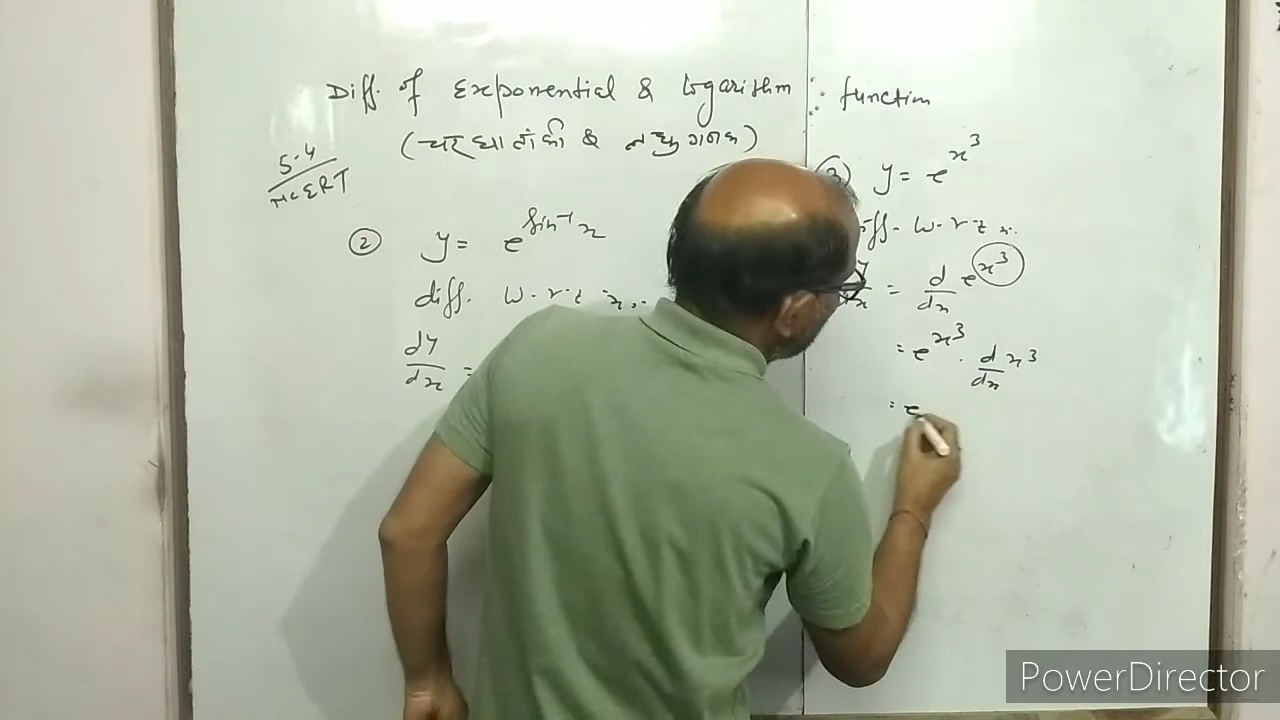 Diff. of Exponential & Logarithm function
(चर घातांकी & लघुगणक)
5.4
NCERT
② y = e^sin⁻¹x
diff. w.r.t x.
dy/dx =
③ y = e^x³
diff. w.r.t x.
= d/dx e^x³
= e^x³ . d/dx x³
= e
PowerDirector